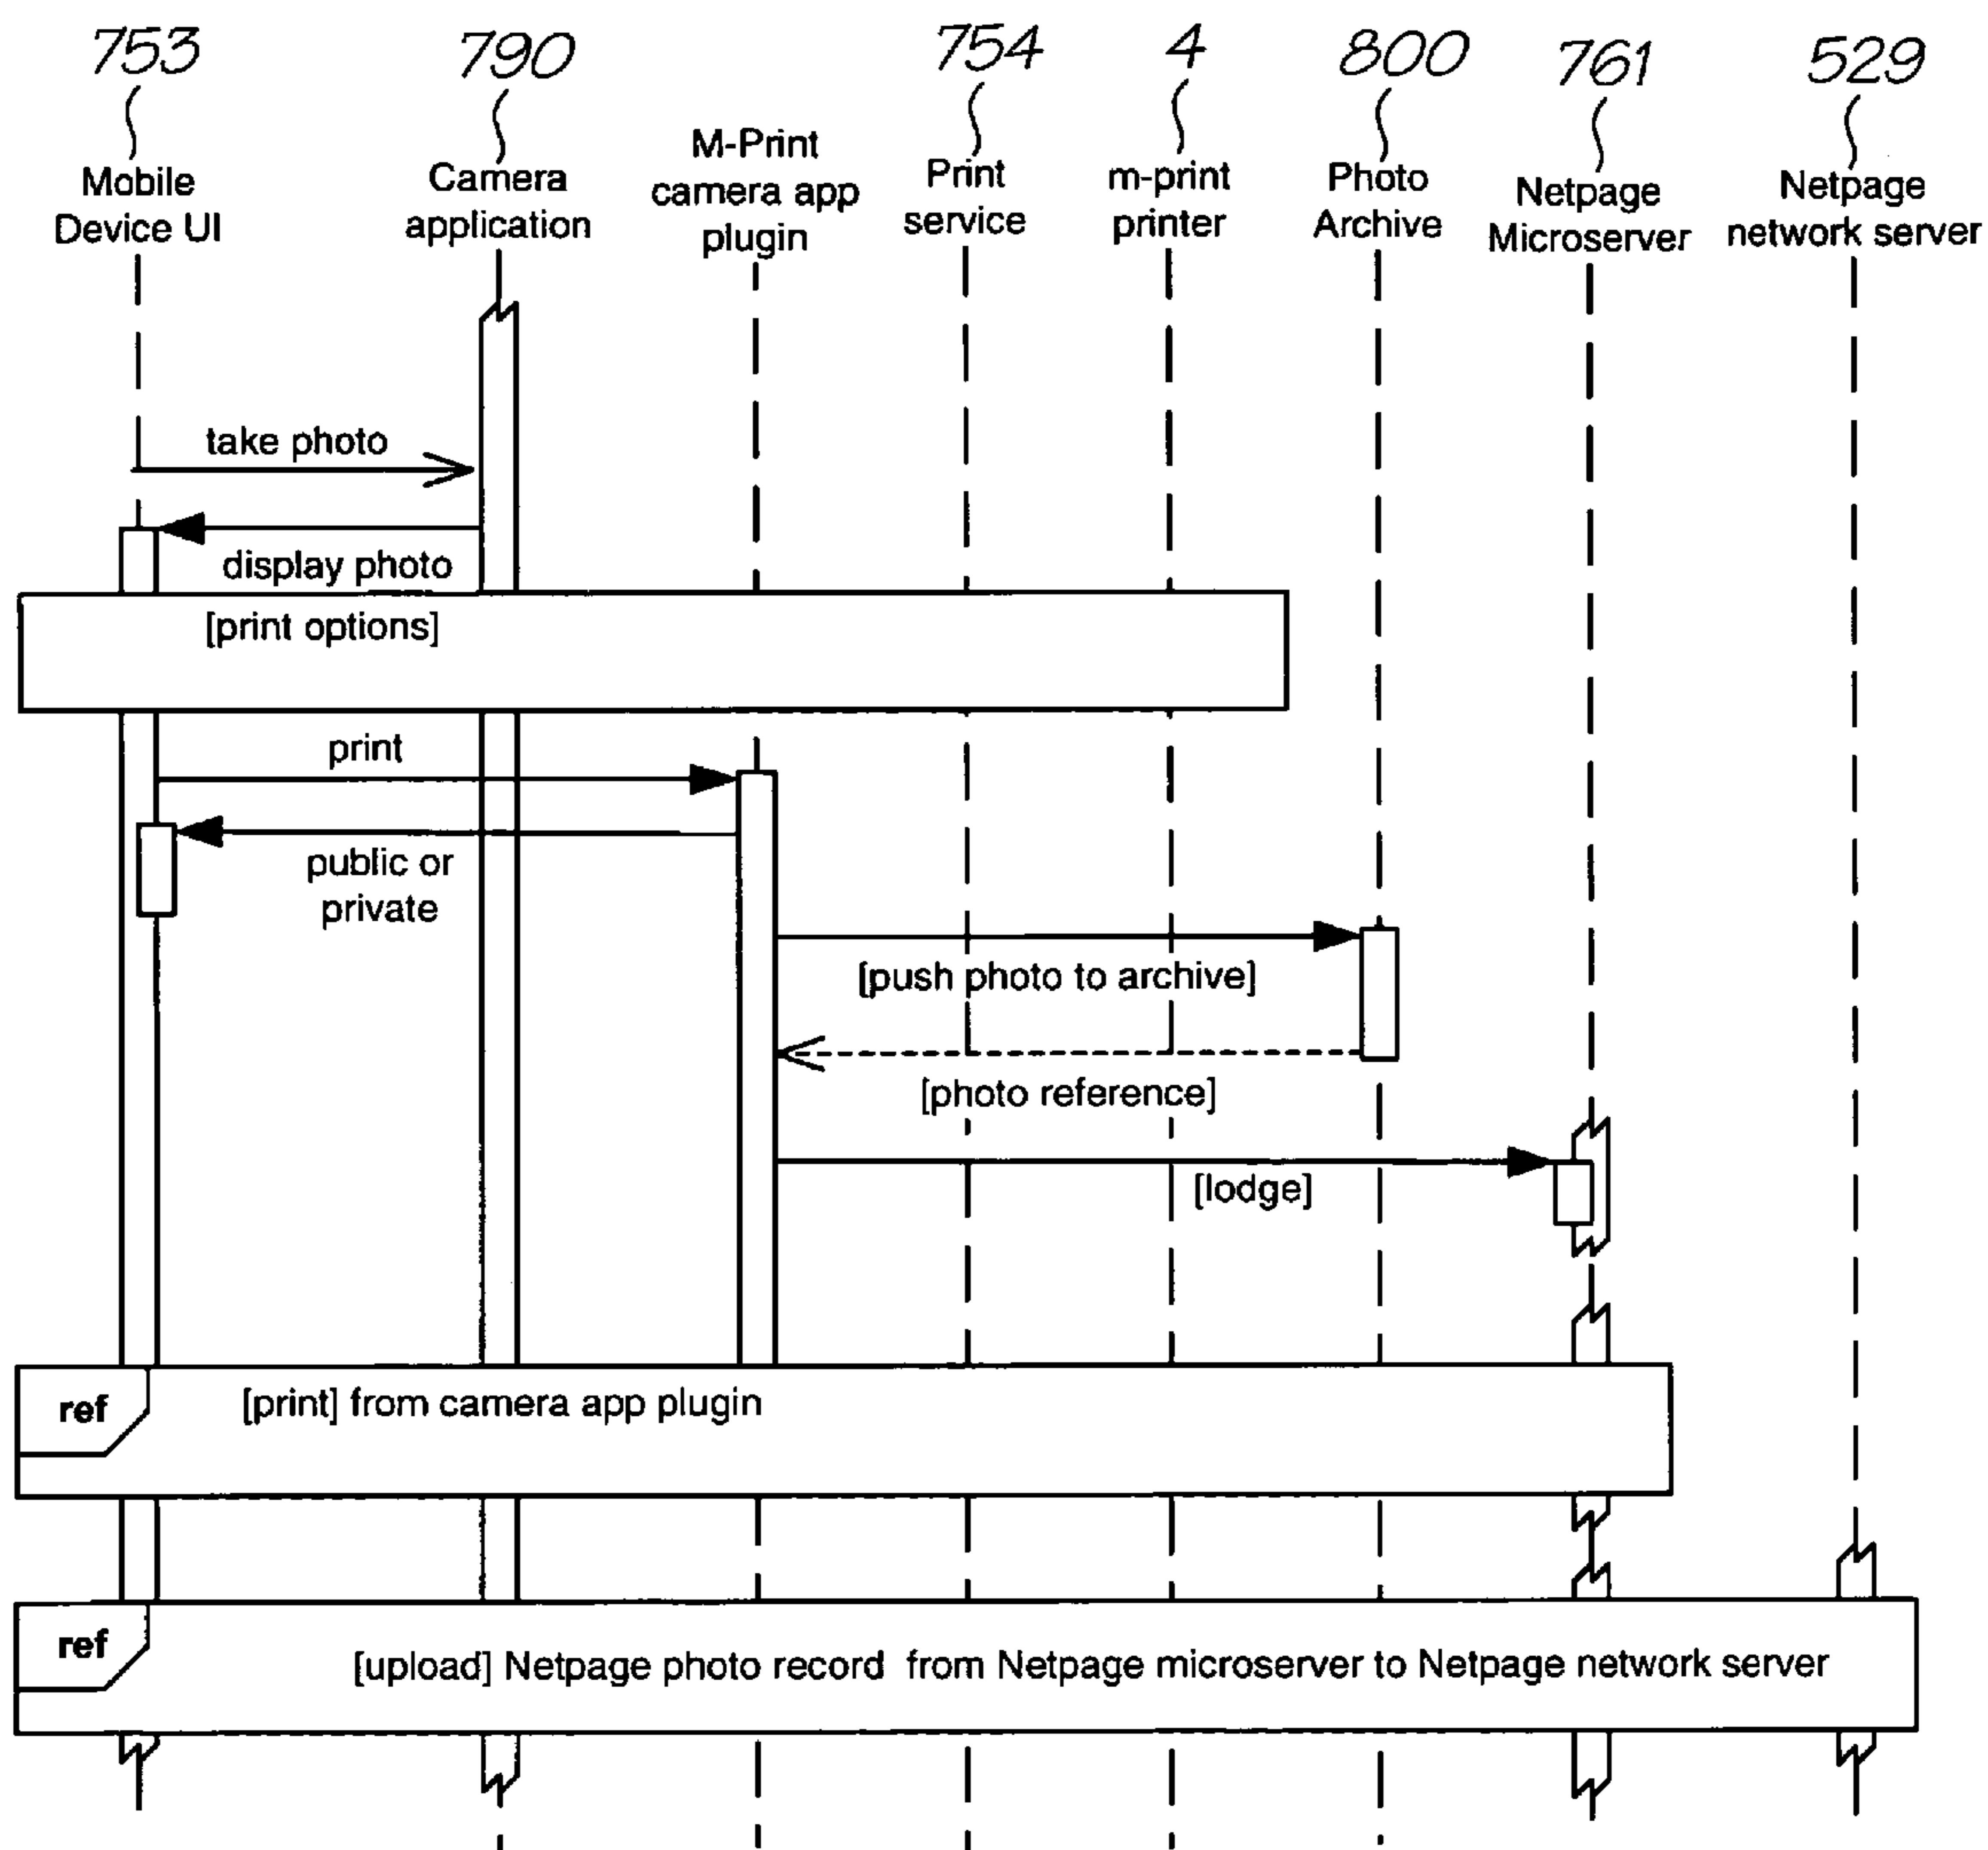 753
790
754
4
800
761
529
Mobile
Device UI
Camera
application
M-Print
camera app
plugin
Print
service
m-print
printer
Photo
Archive
Netpage
Microserver
Netpage
network server
take photo
display photo
[print options]
print
public or
private
[push photo to archive]
[photo reference]
[lodge]
ref
[print] from camera app plugin
ref
[upload] Netpage photo record from Netpage microserver to Netpage network server